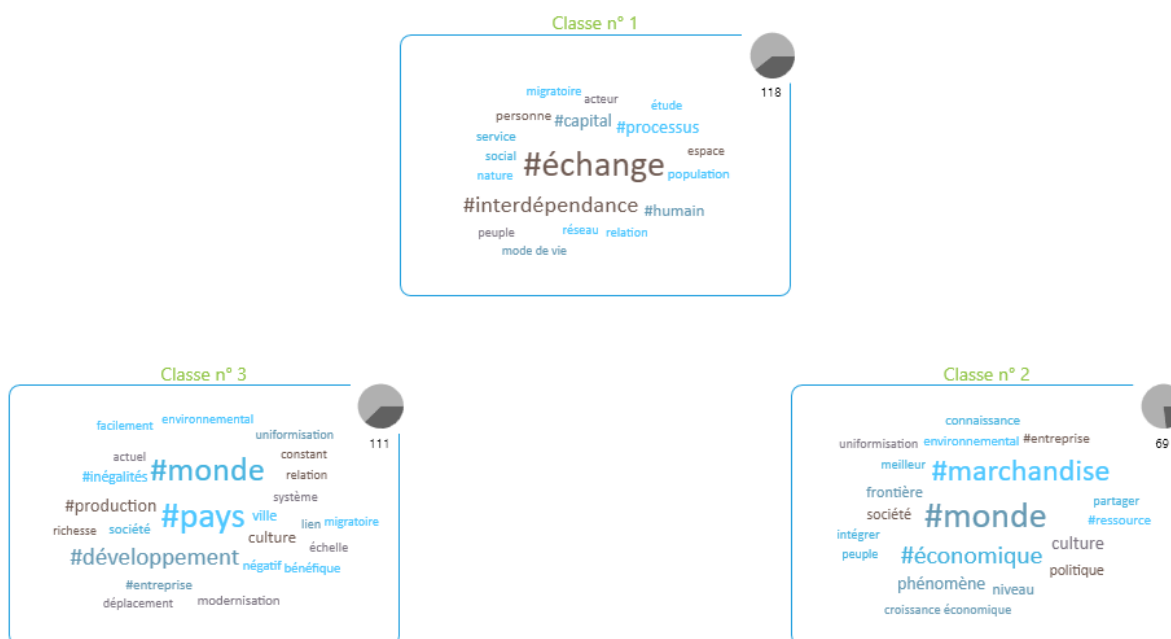 Classe n° 1
118
migratoire
acteur
étude
personne
#capital
#processus
service
espace
social
#échange
nature
population
#interdépendance
#humain
peuple
réseau
relation
mode de vie
Classe n° 3
111
facilement
environnemental
uniformisation
actuel
constant
#inégalités
#monde
relation
système
#production
#pays
ville
richesse
société
lien
migratoire
culture
échelle
#développement
négatif
bénéfique
#entreprise
déplacement
modernisation
Classe n° 2
69
connaissance
uniformisation
environnemental
#entreprise
meilleur
#marchandise
frontière
partager
société
#monde
#ressource
intégrer
culture
peuple
#économique
politique
phénomène
niveau
croissance économique